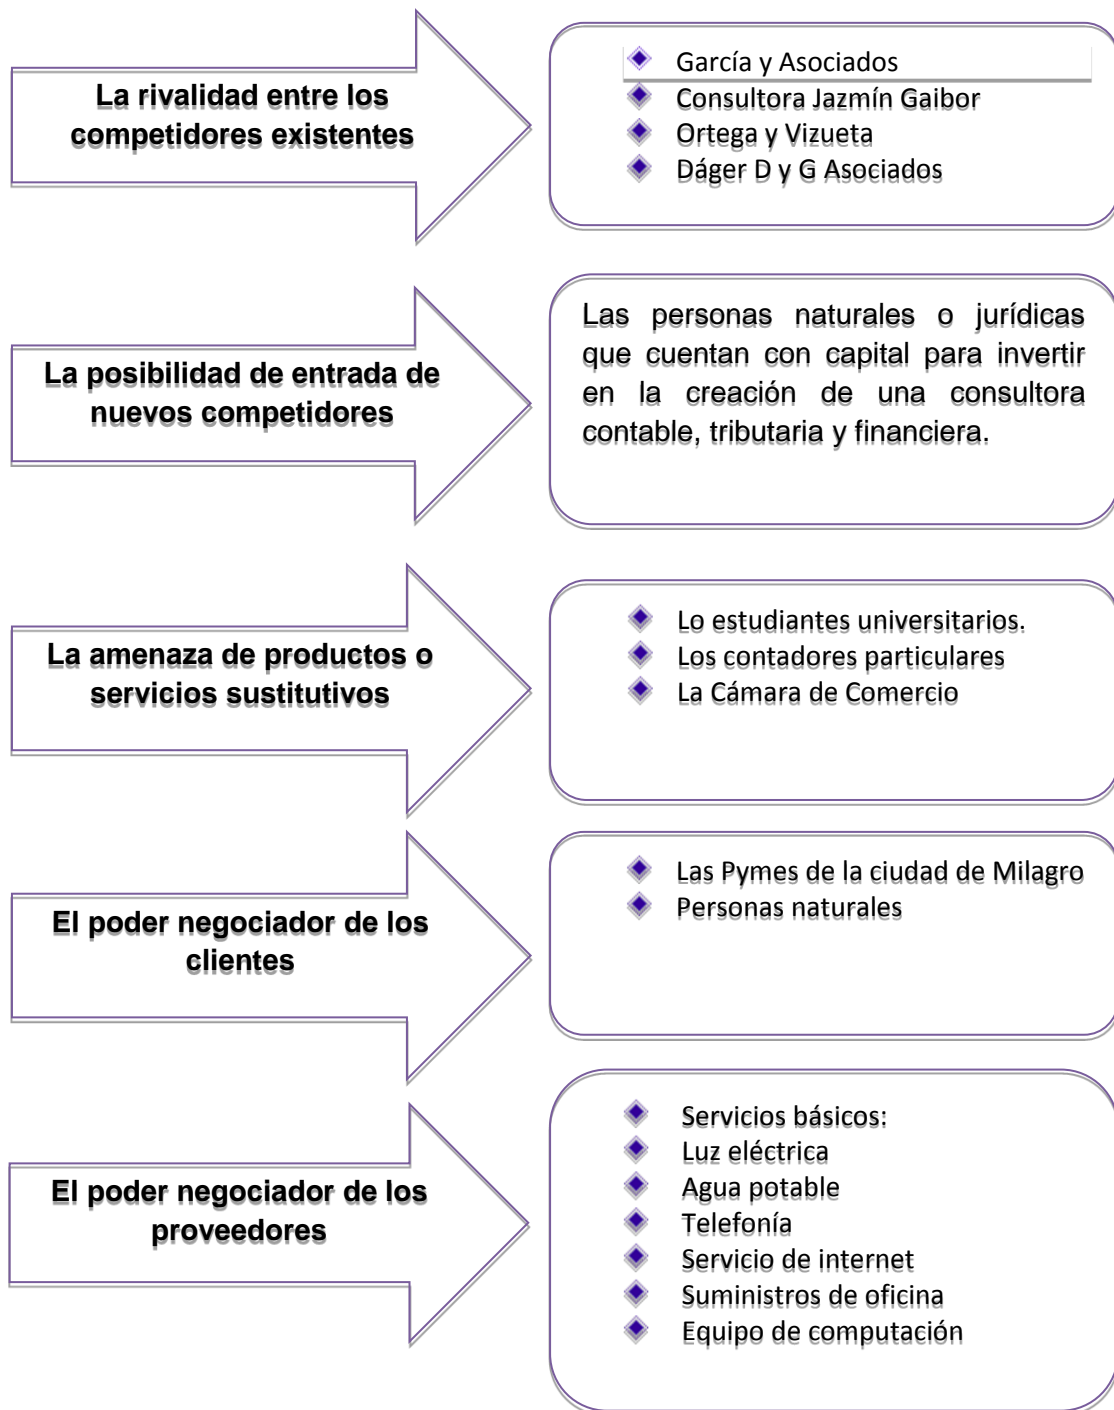 La rivalidad entre los
competidores existentes
García y Asociados
Consultora Jazmín Gaibor
Ortega y Vizueta
Dáger D y G Asociados
La posibilidad de entrada de
nuevos competidores
Las personas naturales o jurídicas
que cuentan con capital para invertir
en la creación de una consultora
contable, tributaria y financiera.
La amenaza de productos o
servicios sustitutivos
Lo estudiantes universitarios.
Los contadores particulares
La Cámara de Comercio
El poder negociador de los
clientes
Las Pymes de la ciudad de Milagro
Personas naturales
El poder negociador de los
proveedores
Servicios básicos:
Luz eléctrica
Agua potable
Telefonía
Servicio de internet
Suministros de oficina
Equipo de computación